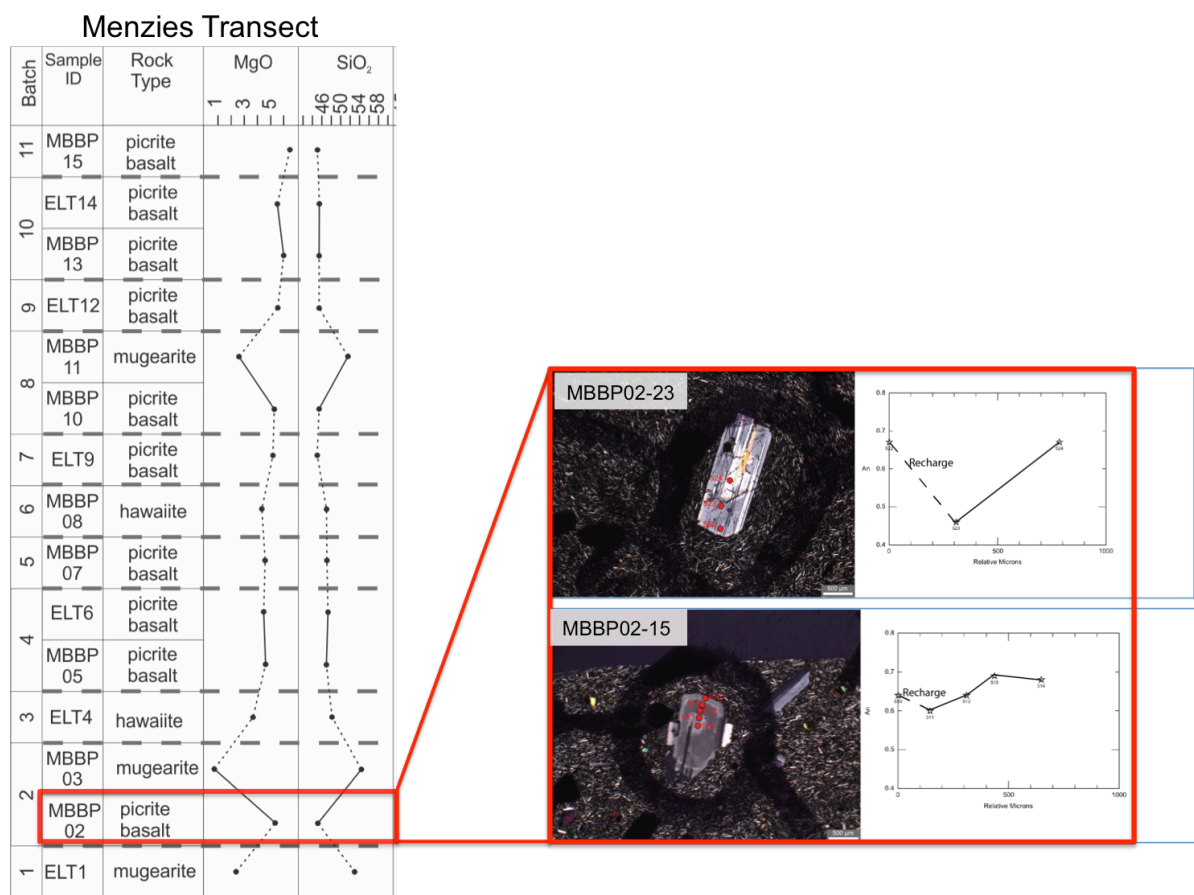 Menzies Transect
Batch
Sample
ID
Rock
Type
MgO
SiO2
1 3 5
46 50 54 58
11
MBBP
15
picrite
basalt
10
ELT14
picrite
basalt
MBBP
13
picrite
basalt
9
ELT12
picrite
basalt
8
MBBP
11
mugearite
MBBP
10
picrite
basalt
7
ELT9
picrite
basalt
6
MBBP
08
hawaiite
5
MBBP
07
picrite
basalt
4
ELT6
picrite
basalt
MBBP
05
picrite
basalt
3
ELT4
hawaiite
2
MBBP
03
mugearite
MBBP
02
picrite
basalt
1
ELT1
mugearite
MBBP02-23
500 µm
0.8
0.7
0.6
0.5
0.4
An
Recharge
523
524
0 500 1000
Relative Microns
MBBP02-15
500 µm
0.8
0.7
0.6
0.5
0.4
An
Recharge
511
512
513
514
0 500 1000
Relative Microns